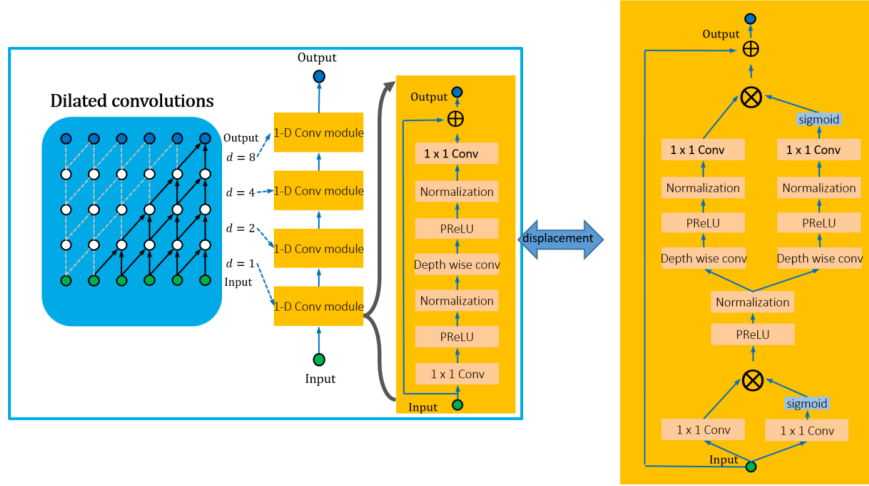 Dilated convolutions
Output
d = 8
d = 4
d = 2
d = 1
Input
Output
1-D Conv module
1-D Conv module
1-D Conv module
1-D Conv module
Input
Output
1 x 1 Conv
Normalization
PReLU
Depth wise conv
Normalization
PReLU
1 x 1 Conv
Input
displacement
Output
sigmoid
1 x 1 Conv 1 x 1 Conv
Normalization Normalization
PReLU PReLU
Depth wise conv Depth wise conv
Normalization
PReLU
sigmoid
1 x 1 Conv 1 x 1 Conv
Input